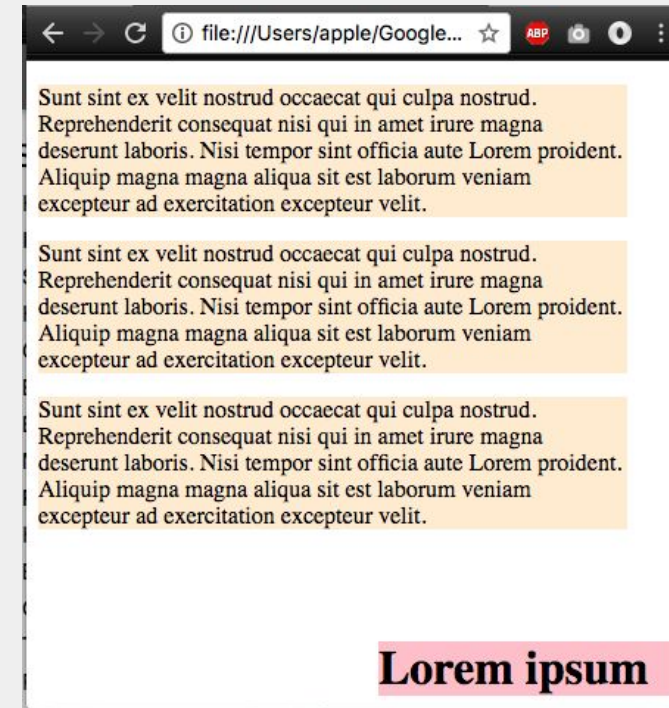 file:///Users/apple/Google...
ABP
Sunt sint ex velit nostrud occaecat qui culpa nostrud.
Reprehenderit consequat nisi qui in amet irure magna
deserunt laboris. Nisi tempor sint officia aute Lorem proident.
Aliquip magna magna aliqua sit est laborum veniam
excepteur ad exercitation excepteur velit.
Sunt sint ex velit nostrud occaecat qui culpa nostrud.
Reprehenderit consequat nisi qui in amet irure magna
deserunt laboris. Nisi tempor sint officia aute Lorem proident.
Aliquip magna magna aliqua sit est laborum veniam
excepteur ad exercitation excepteur velit.
Sunt sint ex velit nostrud occaecat qui culpa nostrud.
Reprehenderit consequat nisi qui in amet irure magna
deserunt laboris. Nisi tempor sint officia aute Lorem proident.
Aliquip magna magna aliqua sit est laborum veniam
excepteur ad exercitation excepteur velit.
Lorem ipsum